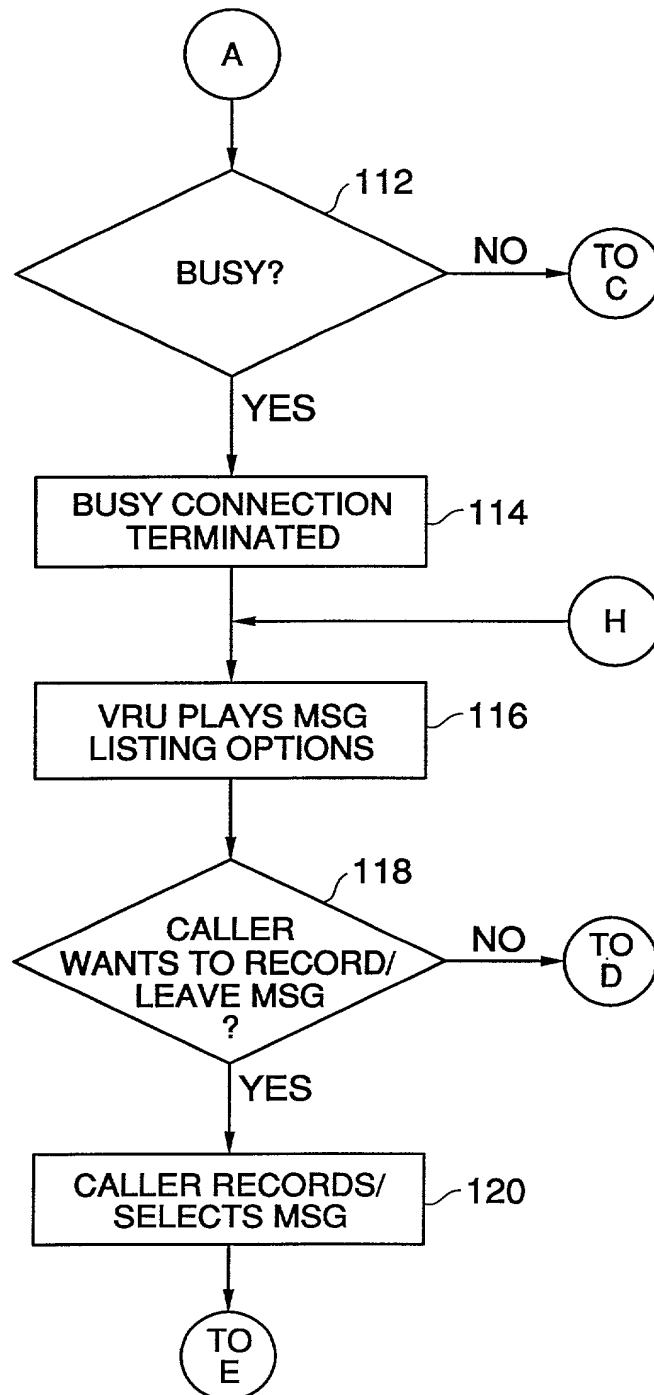 A
112
BUSY?
NO
TO
C
YES
BUSY CONNECTION
TERMINATED
114
H
VRU PLAYS MSG
LISTING OPTIONS
116
118
CALLER
WANTS TO RECORD/
LEAVE MSG
?
NO
TO
D
YES
CALLER RECORDS/
SELECTS MSG
120
TO
E